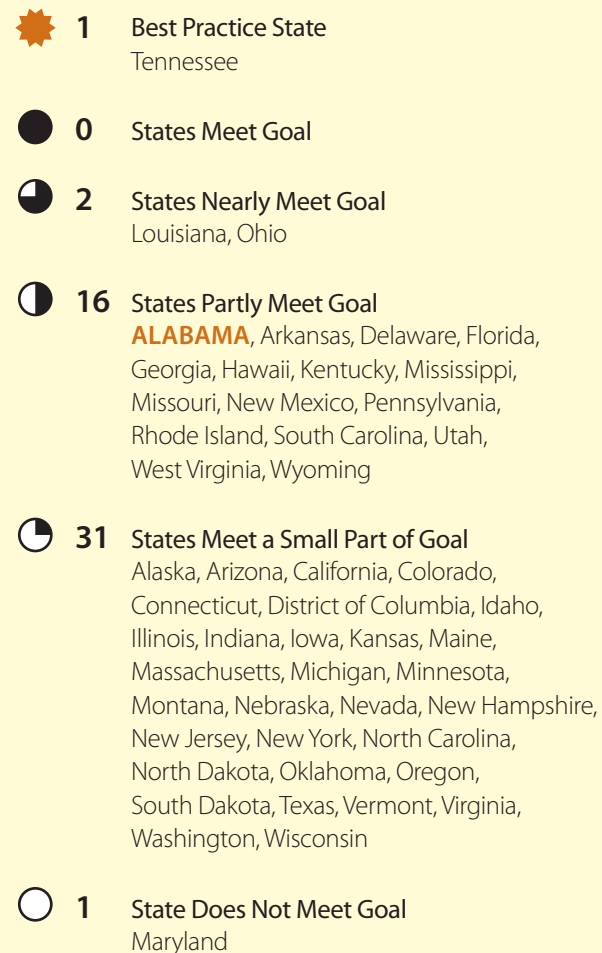 1 Best Practice State
Tennessee
0 States Meet Goal
2 States Nearly Meet Goal
Louisiana, Ohio
16 States Partly Meet Goal
ALABAMA, Arkansas, Delaware, Florida,
Georgia, Hawaii, Kentucky, Mississippi,
Missouri, New Mexico, Pennsylvania,
Rhode Island, South Carolina, Utah,
West Virginia, Wyoming
31 States Meet a Small Part of Goal
Alaska, Arizona, California, Colorado,
Connecticut, District of Columbia, Idaho,
Illinois, Indiana, Iowa, Kansas, Maine,
Massachusetts, Michigan, Minnesota,
Montana, Nebraska, Nevada, New Hampshire,
New Jersey, New York, North Carolina,
North Dakota, Oklahoma, Oregon,
South Dakota, Texas, Vermont, Virginia,
Washington, Wisconsin
1 State Does Not Meet Goal
Maryland